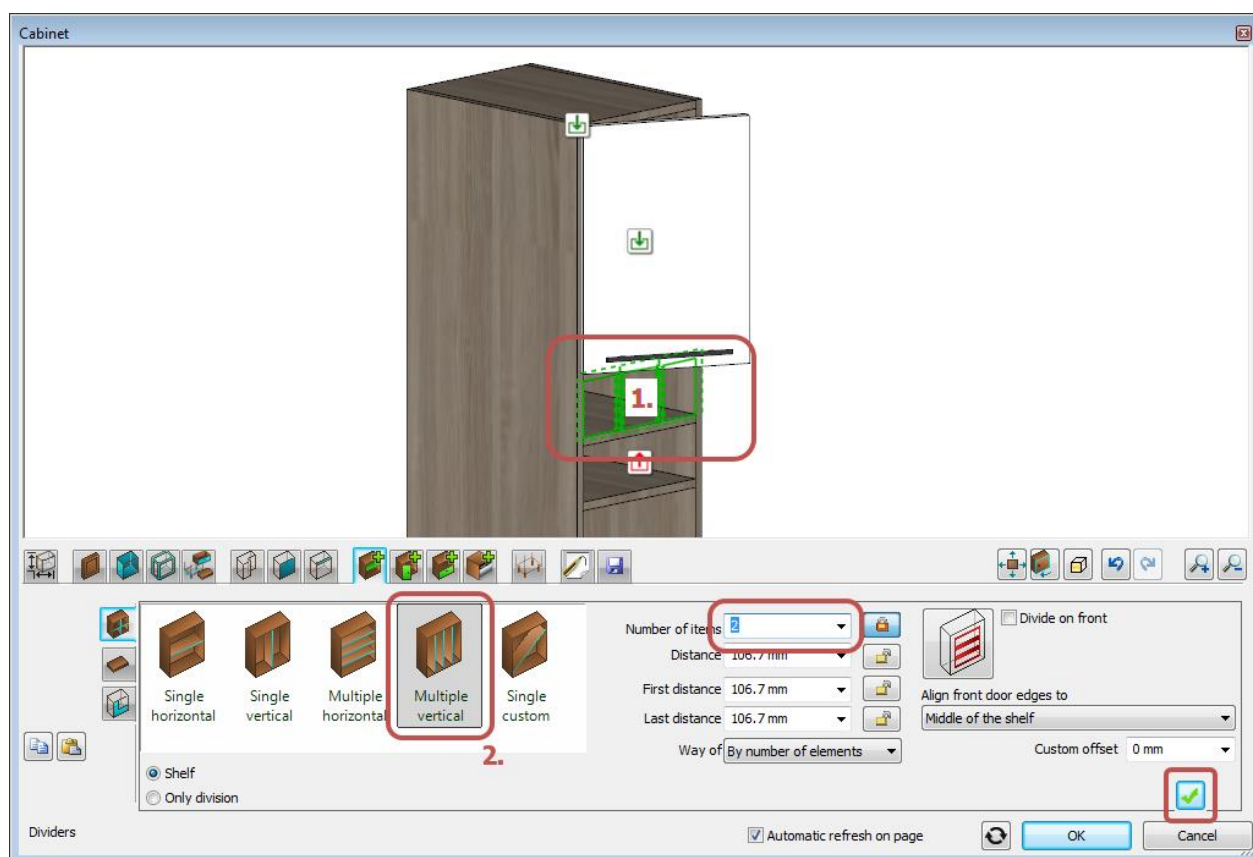 Cabinet
1.
Number of items 2
Distance 106.7 mm
First distance 106.7 mm
Last distance 106.7 mm
Way of By number of elements
Single horizontal
Single vertical
Multiple horizontal
Multiple vertical
Single custom
2.
Shelf
Only division
Divide on front
Align front door edges to
Middle of the shelf
Custom offset 0 mm
Dividers
Automatic refresh on page
OK
Cancel